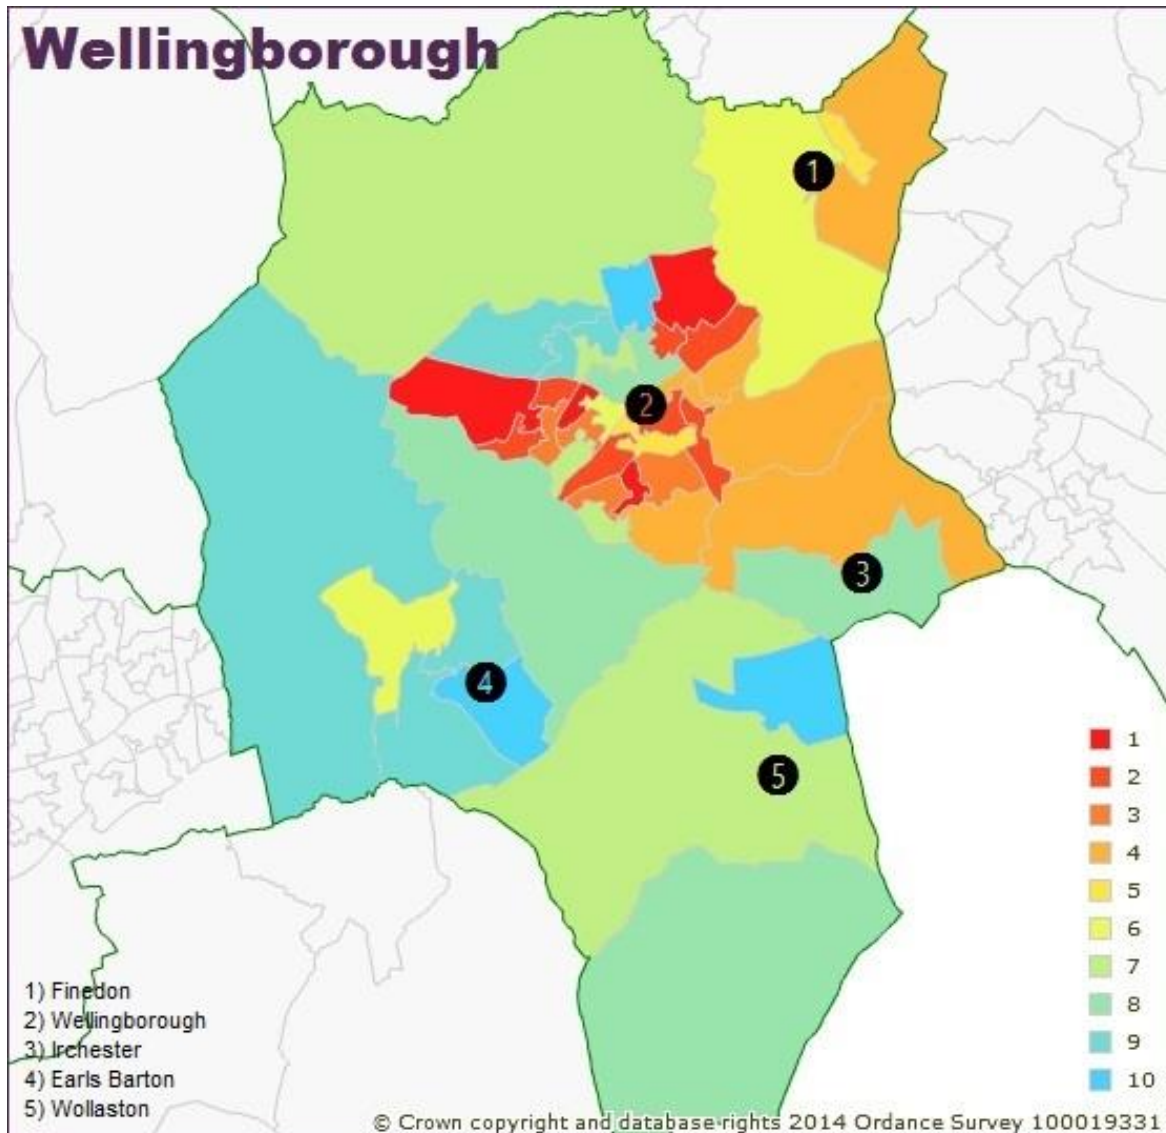 Wellingborough
1
2
3
4
5
1
2
3
4
5
6
7
8
9
10
1) Finedon
2) Wellingborough
3) Irchester
4) Earls Barton
5) Wollaston
© Crown copyright and database rights 2014 Ordance Survey 100019331